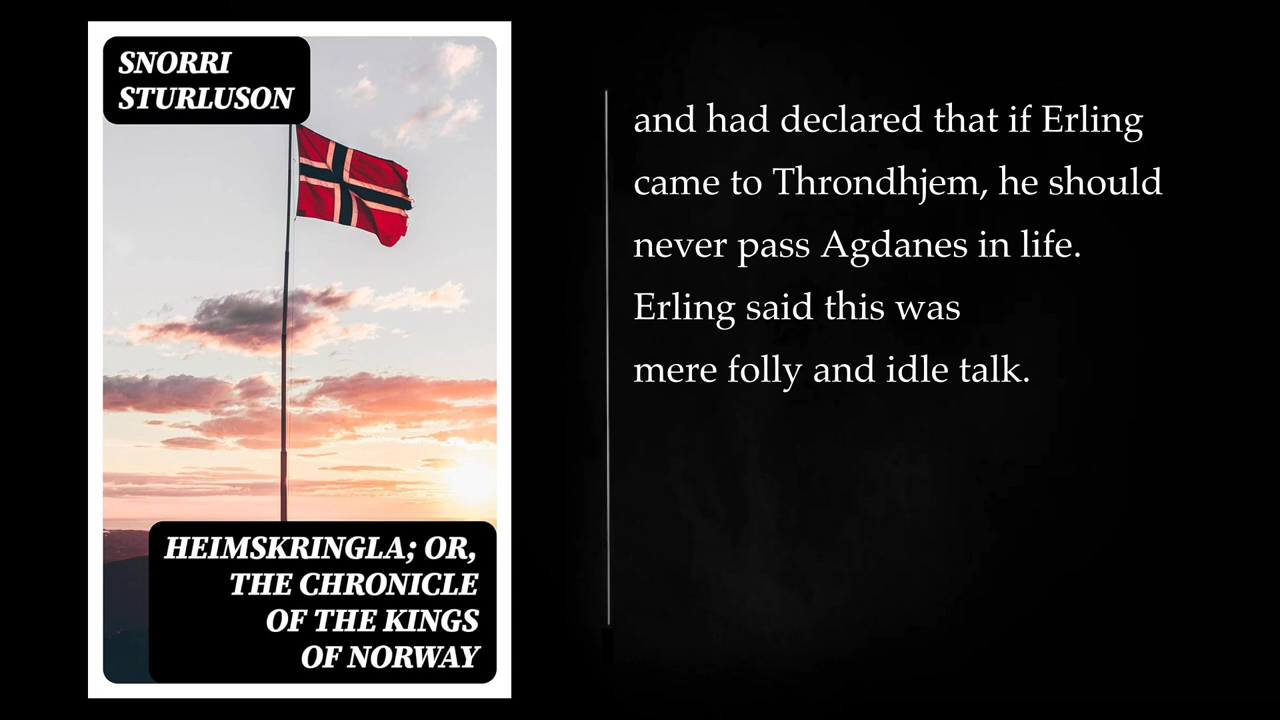 SNORRI
STURLUSON
HEIMSKRINGLA; OR,
THE CHRONICLE
OF THE KINGS
OF NORWAY
and had declared that if Erling
came to Throndhjem, he should
never pass Agdanes in life.
Erling said this was
mere folly and idle talk.